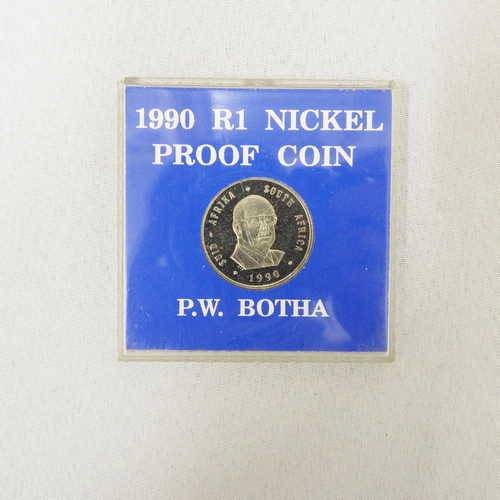 1990 R1 NICKEL
PROOF COIN
SUID - AFRIKA • SOUTH AFRICA
• 1990 •
P.W. BOTHA